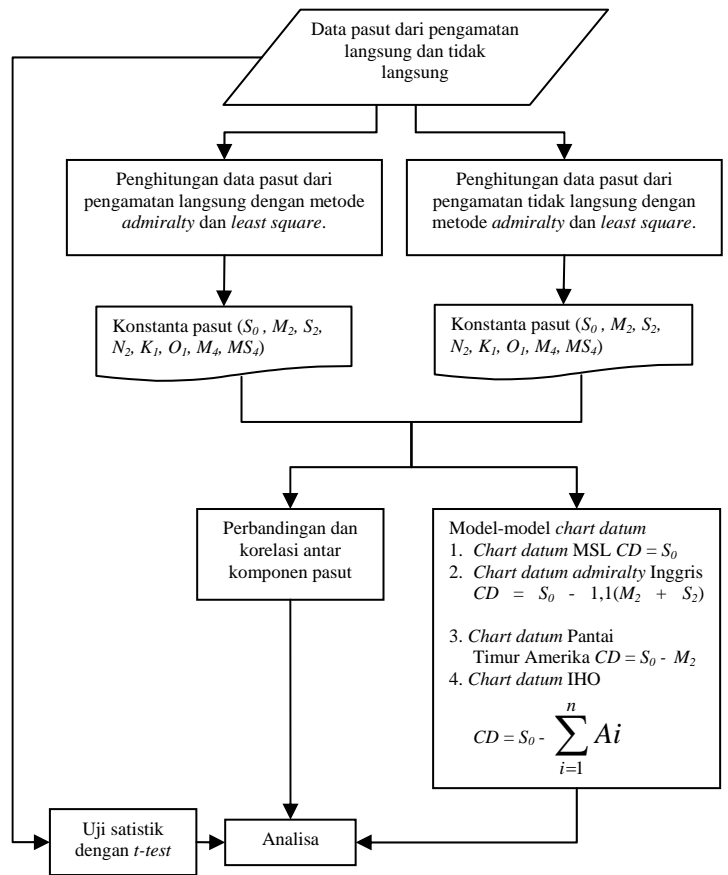 Data pasut dari pengamatan
langsung dan tidak
langsung
Penghitungan data pasut dari
pengamatan langsung dengan metode
admiralty dan least square.
Penghitungan data pasut dari
pengamatan tidak langsung dengan
metode admiralty dan least square.
Konstanta pasut (S₀ , M₂, S₂,
N₂, K₁, O₁, M₄, MS₄)
Konstanta pasut (S₀, M₂, S₂,
N₂, K₁, O₁, M₄, MS₄)
Perbandingan dan
korelasi antar
komponen pasut
Model-model chart datum
1. Chart datum MSL CD = S₀
2. Chart datum admiralty Inggris
CD = S₀ - 1,1(M₂ + S₂)
3. Chart datum Pantai
Timur Amerika CD = S₀ - M₂
4. Chart datum IHO
n
CD = S₀ - ∑ Ai
i=1
Uji satistik
dengan t-test
Analisa